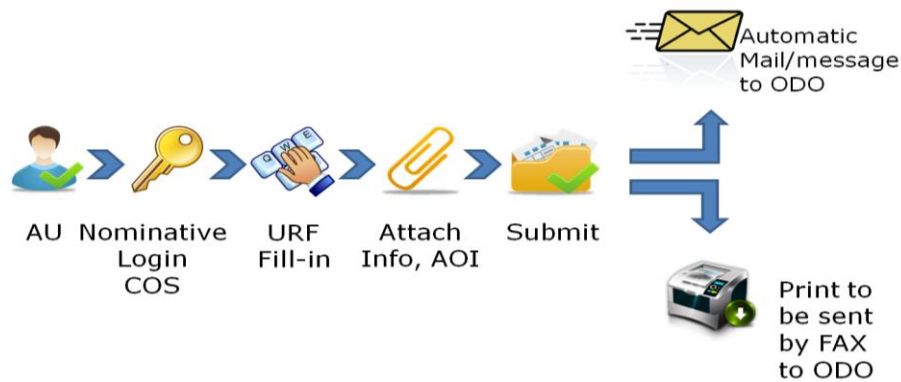 Automatic
Mail/message
to ODO
Q W E
AU
Nominative
Login
COS
URF
Fill-in
Attach
Info, AOI
Submit
Print to
be sent
by FAX
to ODO